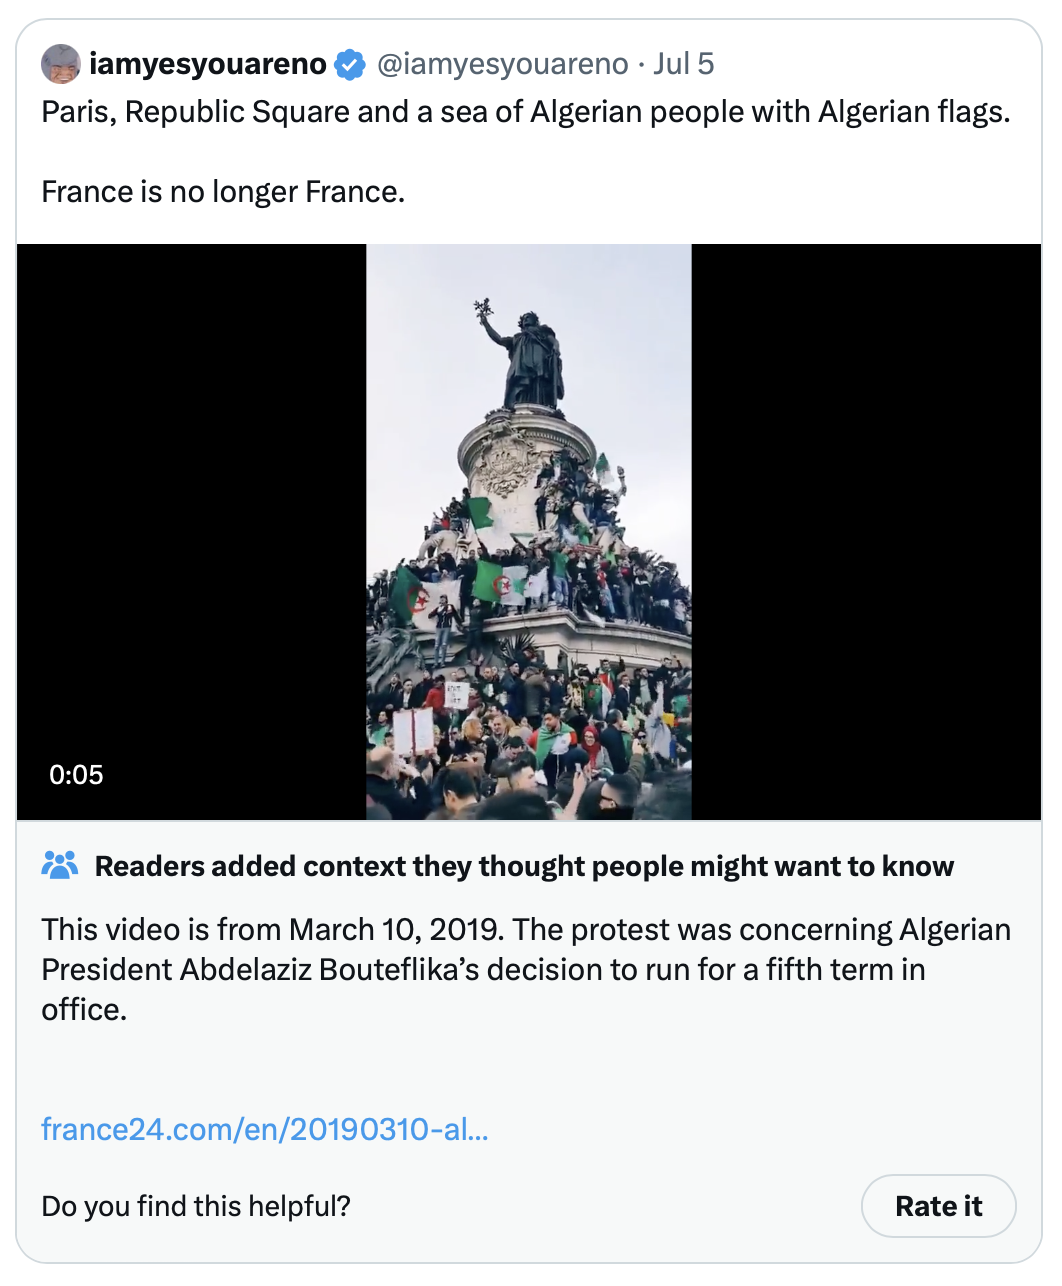 iamyesyouareno @iamyesyouareno · Jul 5
Paris, Republic Square and a sea of Algerian people with Algerian flags.
France is no longer France.
0:05
Readers added context they thought people might want to know
This video is from March 10, 2019. The protest was concerning Algerian
President Abdelaziz Bouteflika’s decision to run for a fifth term in
office.
france24.com/en/20190310-al...
Do you find this helpful?
Rate it